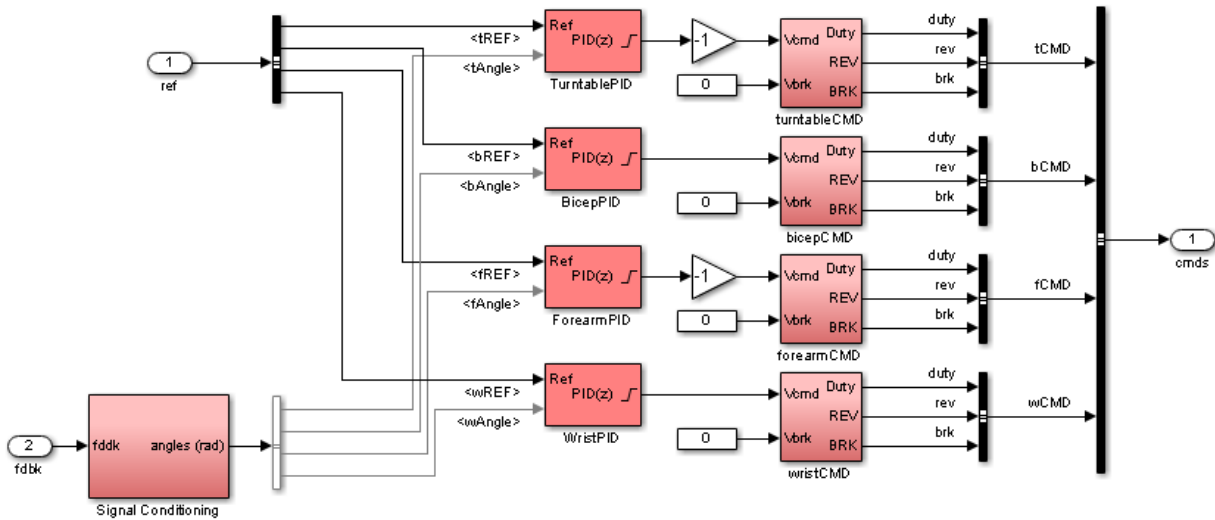 1
ref
<tREF>
<tAngle>
Ref
PID(z)
TurntablePID
-1
0
Vcmd
Vbrk
Duty
REV
BRK
turntableCMD
duty
rev
brk
tCMD
<bREF>
<bAngle>
Ref
PID(z)
BicepPID
0
Vcmd
Vbrk
Duty
REV
BRK
bicepCMD
duty
rev
brk
bCMD
1
cmds
<fREF>
<fAngle>
Ref
PID(z)
ForearmPID
-1
0
Vcmd
Vbrk
Duty
REV
BRK
forearmCMD
duty
rev
brk
fCMD
<wREF>
<wAngle>
Ref
PID(z)
WristPID
0
Vcmd
Vbrk
Duty
REV
BRK
wristCMD
duty
rev
brk
wCMD
2
fdbk
fddk
angles (rad)
Signal Conditioning